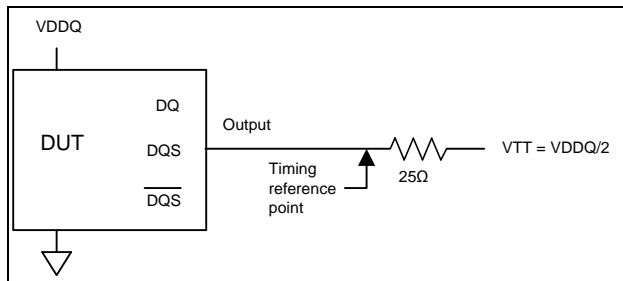 VDDQ
DQ
DUT
DQS
DQS
Output
Timing
reference
point
25Ω
VTT = VDDQ/2